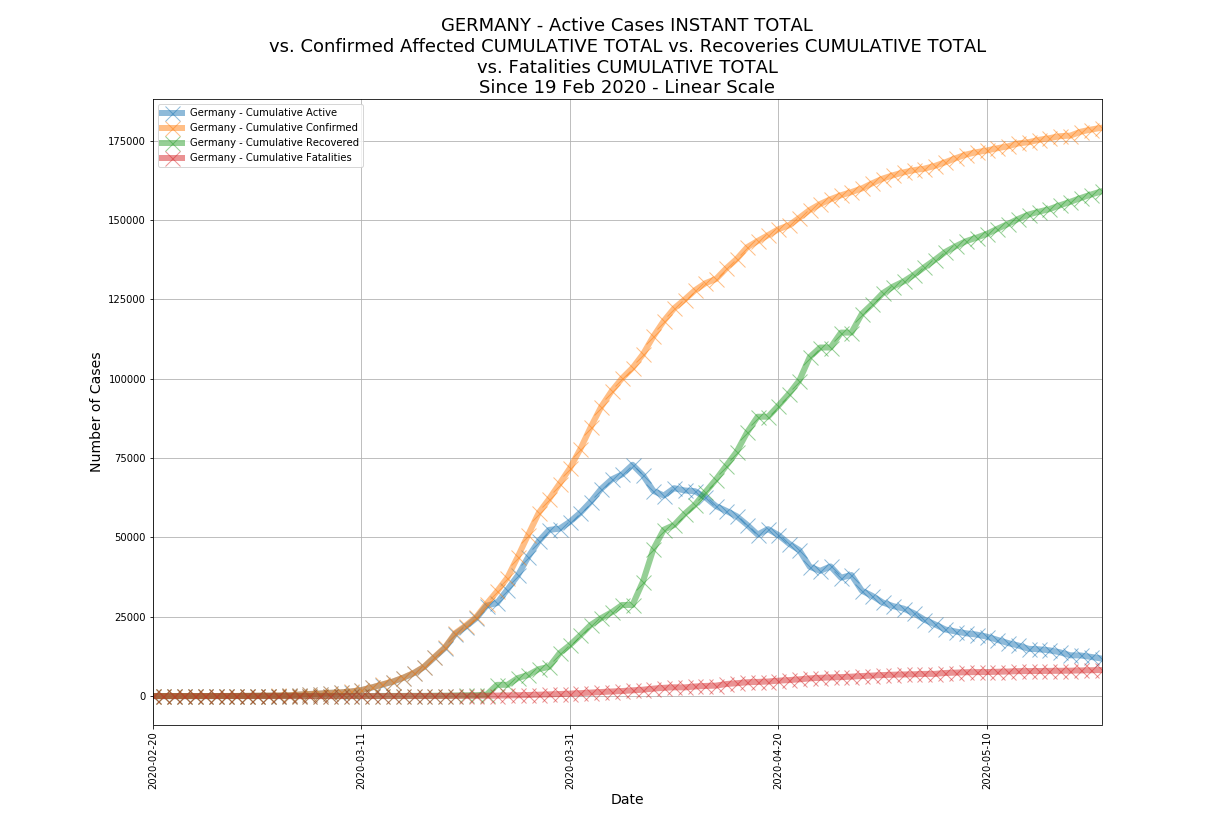 GERMANY - Active Cases INSTANT TOTAL
vs. Confirmed Affected CUMULATIVE TOTAL vs. Recoveries CUMULATIVE TOTAL
vs. Fatalities CUMULATIVE TOTAL
Since 19 Feb 2020 - Linear Scale
Germany - Cumulative Active
Germany - Cumulative Confirmed
Germany - Cumulative Recovered
Germany - Cumulative Fatalities
175000
150000
125000
100000
75000
50000
25000
0
Number of Cases
2020-02-20
2020-03-11
2020-03-31
2020-04-20
2020-05-10
Date